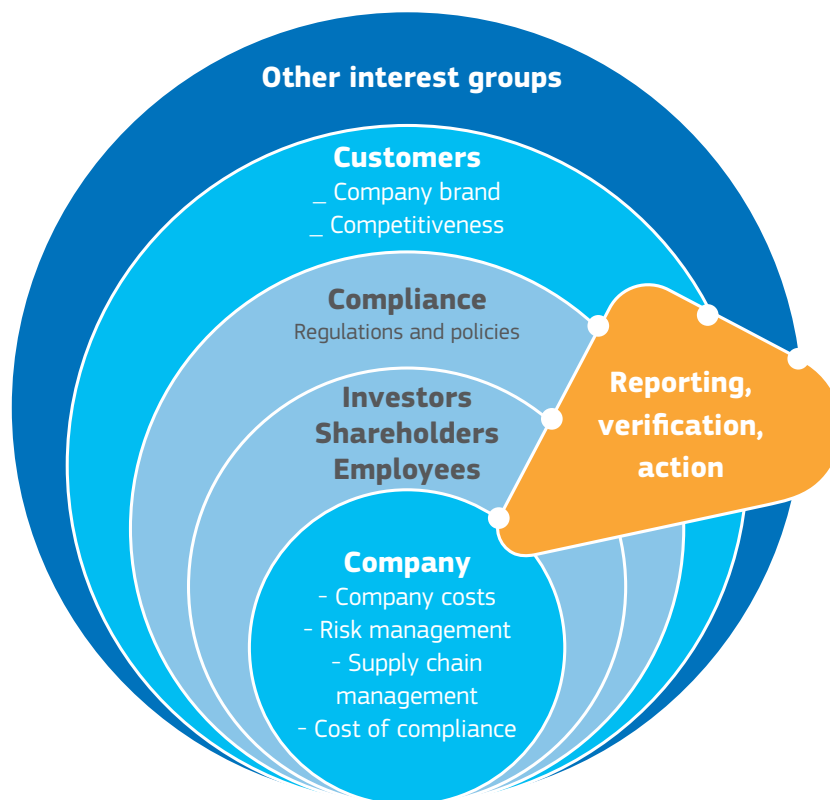 Other interest groups
Customers
_ Company brand
_ Competitiveness
Compliance
Regulations and policies
Investors
Shareholders
Employees
Reporting,
verification,
action
Company
- Company costs
- Risk management
- Supply chain
management
- Cost of compliance